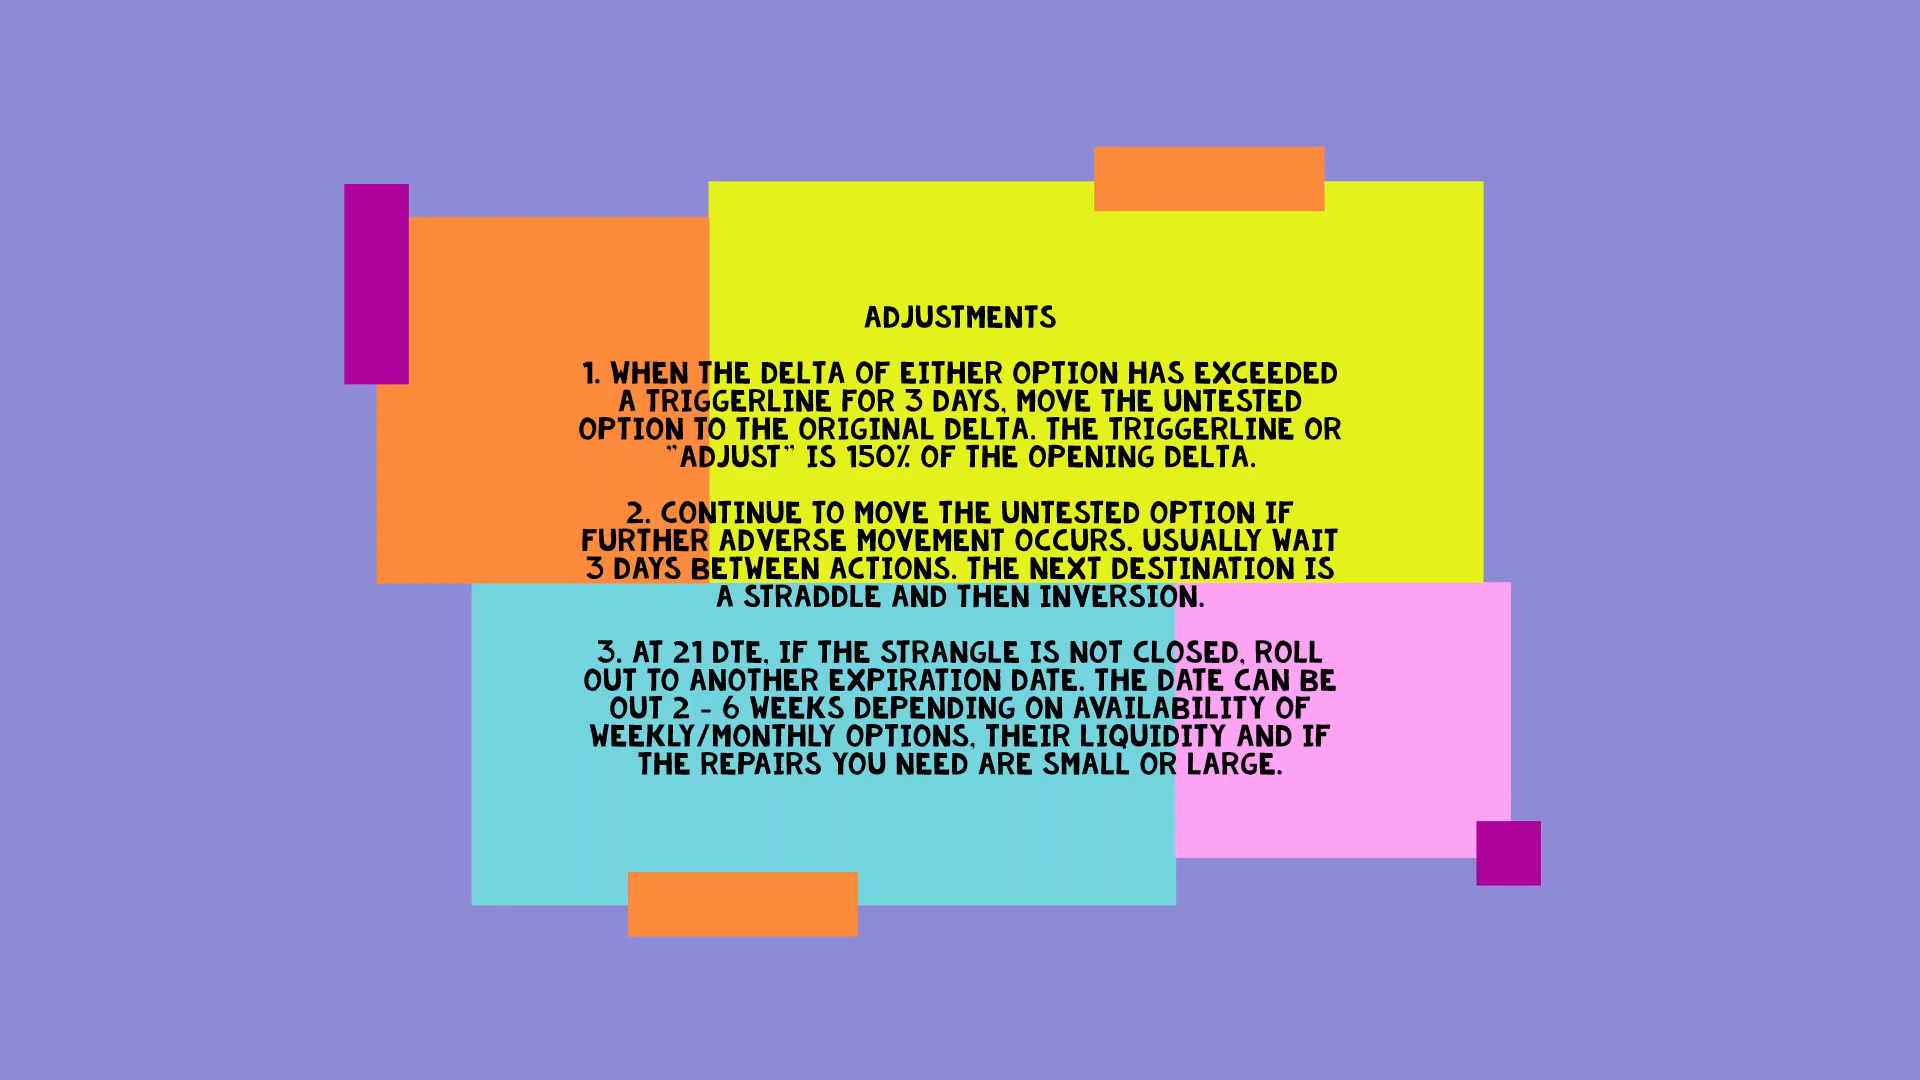 ADJUSTMENTS
1. WHEN THE DELTA OF EITHER OPTION HAS EXCEEDED
A TRIGGERLINE FOR 3 DAYS, MOVE THE UNTESTED
OPTION TO THE ORIGINAL DELTA. THE TRIGGERLINE OR
"ADJUST" IS 150% OF THE OPENING DELTA.
2. CONTINUE TO MOVE THE UNTESTED OPTION IF
FURTHER ADVERSE MOVEMENT OCCURS. USUALLY WAIT
3 DAYS BETWEEN ACTIONS. THE NEXT DESTINATION IS
A STRADDLE AND THEN INVERSION.
3. AT 21 DTE, IF THE STRANGLE IS NOT CLOSED, ROLL
OUT TO ANOTHER EXPIRATION DATE. THE DATE CAN BE
OUT 2 - 6 WEEKS DEPENDING ON AVAILABILITY OF
WEEKLY/MONTHLY OPTIONS, THEIR LIQUIDITY AND IF
THE REPAIRS YOU NEED ARE SMALL OR LARGE.